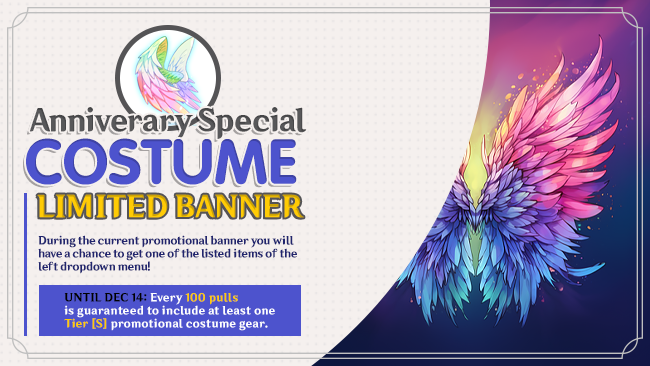 Anniverary Special
COSTUME
LIMITED BANNER
During the current promotional banner you will
have a chance to get one of the listed items of the
left dropdown menu!
UNTIL DEC 14: Every 100 pulls
is guaranteed to include at least one
Tier [S] promotional costume gear.